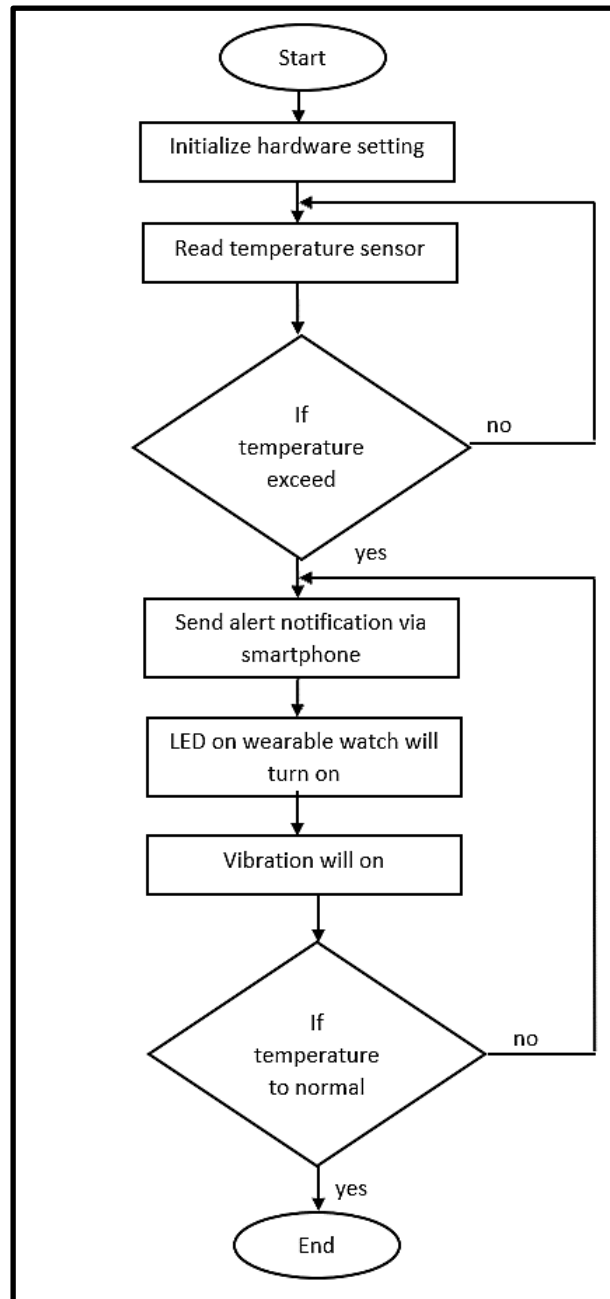 Start
Initialize hardware setting
Read temperature sensor
If
temperature
exceed
no
yes
Send alert notification via
smartphone
LED on wearable watch will
turn on
Vibration will on
If
temperature
to normal
no
yes
End